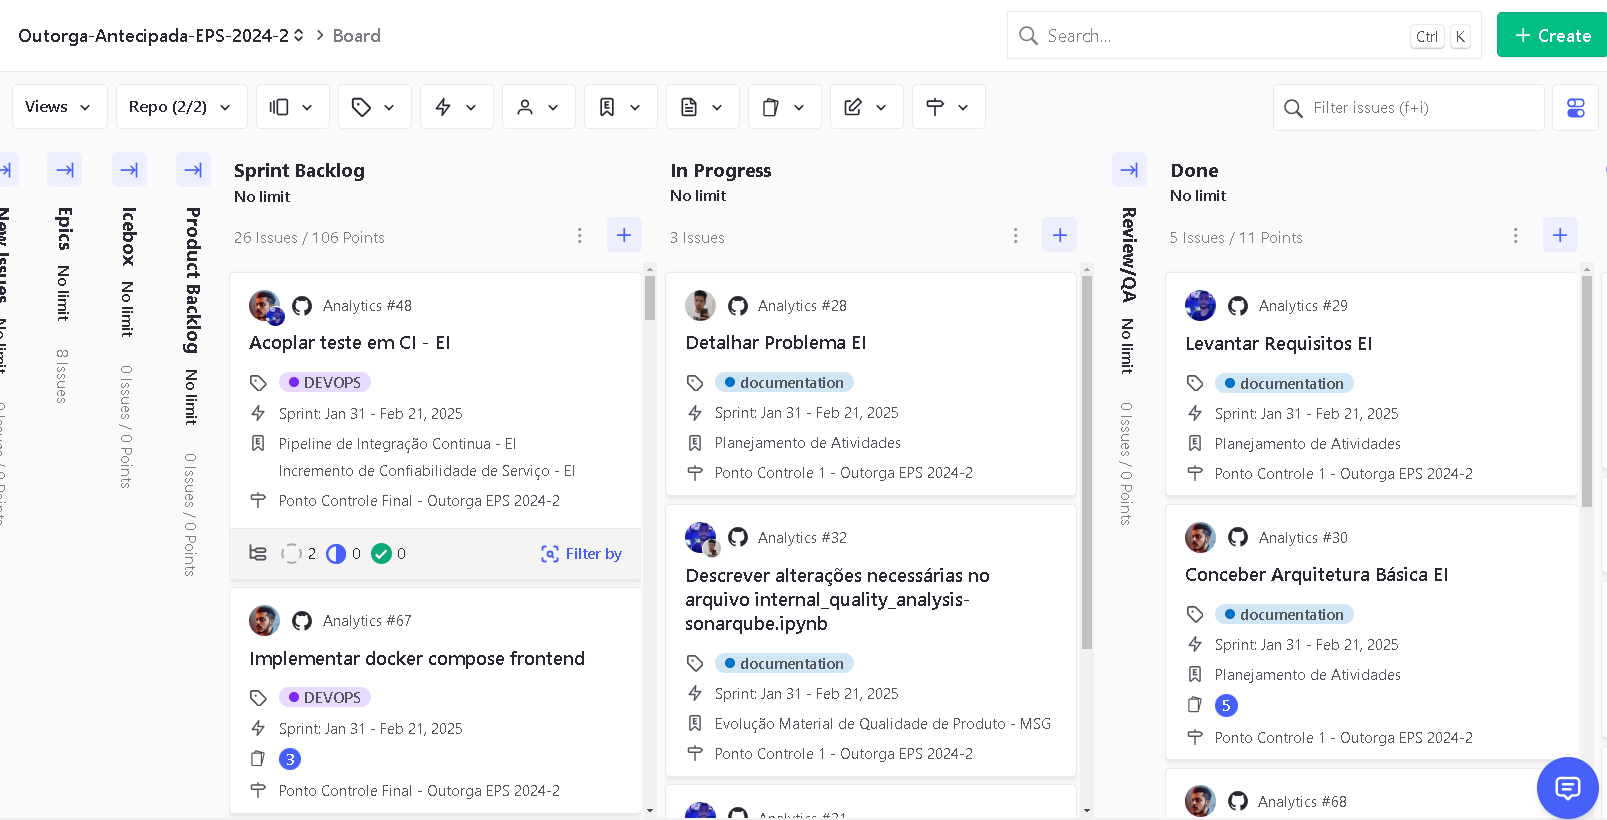 Outorga-Antecipada-EPS-2024-2 > Board
Search...
Ctrl K
+ Create
Views
Repo (2/2)
Filter issues (f+i)
New Issues No limit 0 Issues / 0 Points
Epics No limit 8 Issues
Icebox No limit 0 Issues / 0 Points
Product Backlog No limit 0 Issues / 0 Points
Sprint Backlog
No limit
26 Issues / 106 Points
Analytics #48
Acoplar teste em CI - EI
DEVOPS
Sprint: Jan 31 - Feb 21, 2025
Pipeline de Integração Continua - EI
Incremento de Confiabilidade de Serviço - EI
Ponto Controle Final - Outorga EPS 2024-2
2 0 0 Filter by
Analytics #67
Implementar docker compose frontend
DEVOPS
Sprint: Jan 31 - Feb 21, 2025
3
Ponto Controle Final - Outorga EPS 2024-2
In Progress
No limit
3 Issues
Analytics #28
Detalhar Problema EI
documentation
Sprint: Jan 31 - Feb 21, 2025
Planejamento de Atividades
Ponto Controle 1 - Outorga EPS 2024-2
Analytics #32
Descrever alterações necessárias no
arquivo internal_quality_analysis-
sonarqube.ipynb
documentation
Sprint: Jan 31 - Feb 21, 2025
Evolução Material de Qualidade de Produto - MSG
Ponto Controle 1 - Outorga EPS 2024-2
Analytics #31
Review/QA No limit 0 Issues / 0 Points
Done
No limit
5 Issues / 11 Points
Analytics #29
Levantar Requisitos EI
documentation
Sprint: Jan 31 - Feb 21, 2025
Planejamento de Atividades
Ponto Controle 1 - Outorga EPS 2024-2
Analytics #30
Conceber Arquitetura Básica EI
documentation
Sprint: Jan 31 - Feb 21, 2025
Planejamento de Atividades
5
Ponto Controle 1 - Outorga EPS 2024-2
Analytics #68